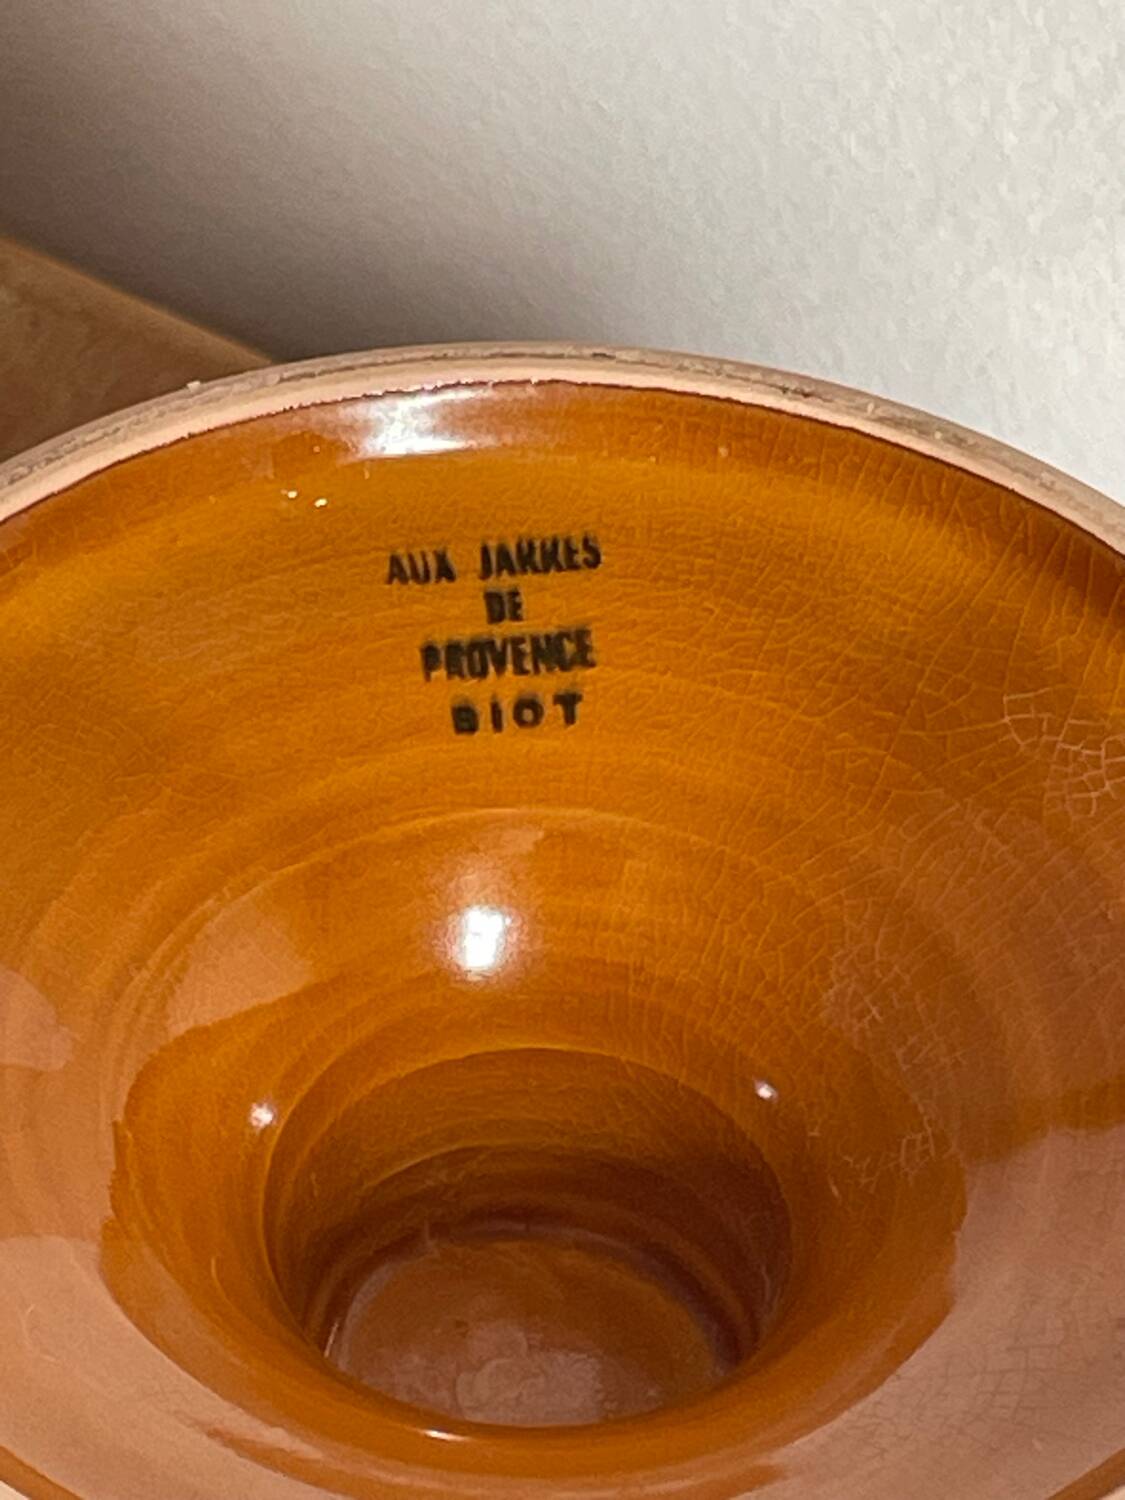 AUX JARRES
DE
PROVENCE
BIOT